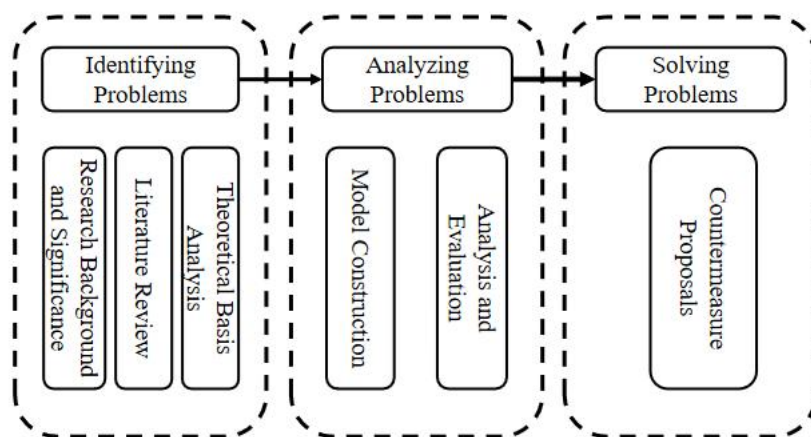 Identifying
Problems
Analyzing
Problems
Solving
Problems
Research Background
and Significance
Literature Review
Theoretical Basis
Analysis
Model Construction
Analysis and
Evaluation
Countermeasure
Proposals